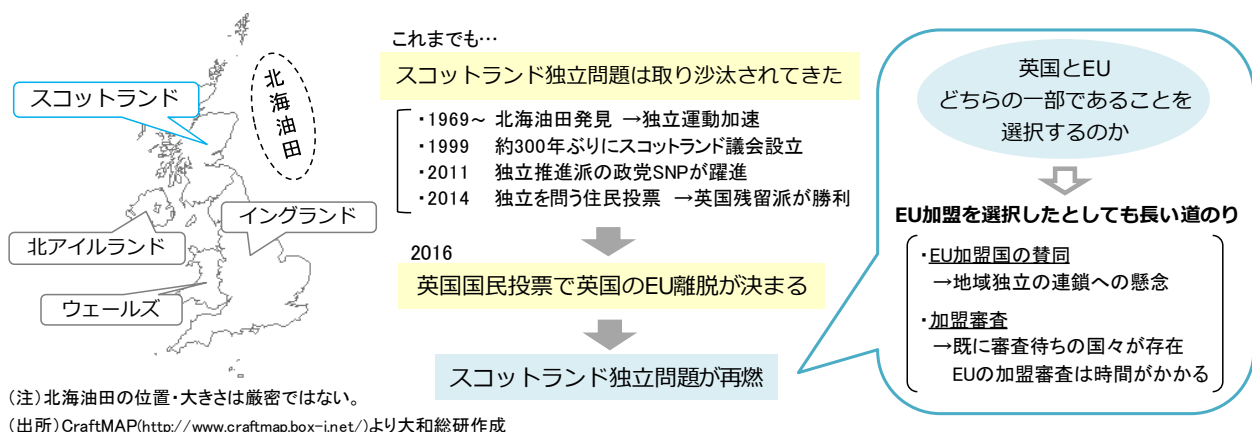 スコットランド
北海油田
イングランド
北アイルランド
ウェールズ
(注)北海油田の位置・大きさは厳密ではない。
(出所)CraftMAP(http://www.craftmap.box-i.net/)より大和総研作成
これまでも…
スコットランド独立問題は取り沙汰されてきた
・1969～ 北海油田発見 →独立運動加速
・1999 約300年ぶりにスコットランド議会設立
・2011 独立推進派の政党SNPが躍進
・2014 独立を問う住民投票 →英国残留派が勝利
2016
英国国民投票で英国のEU離脱が決まる
スコットランド独立問題が再燃
英国とEU
どちらの一部であることを
選択するのか
EU加盟を選択したとしても長い道のり
・EU加盟国の賛同
→地域独立の連鎖への懸念
・加盟審査
→既に審査待ちの国々が存在
EUの加盟審査は時間がかかる